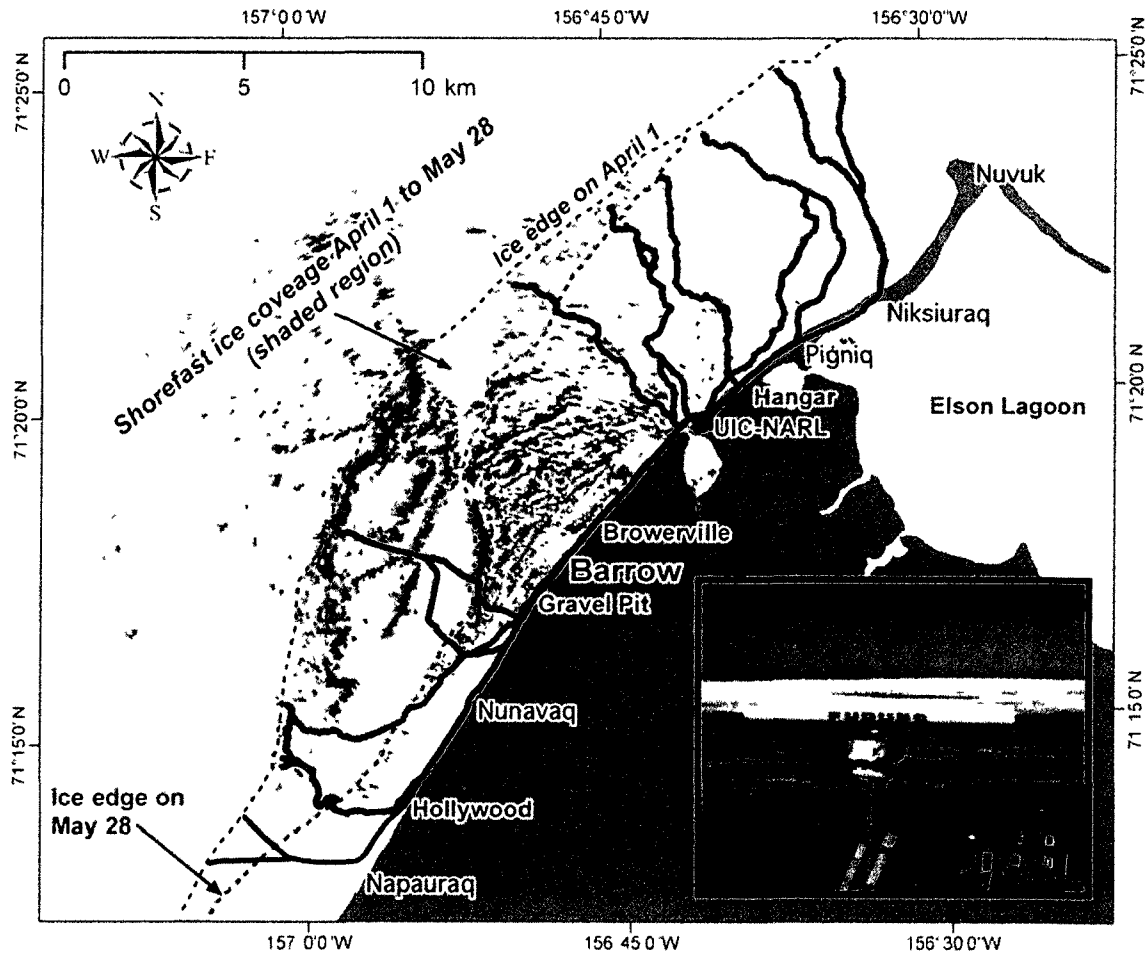 157°0'0"W 156°45'0"W 156°30'0"W
71°25'0"N
71°25'0"N
0 5 10 km
N
W E
S
Shorefast ice coveage April 1 to May 28
(shaded region)
Ice edge on April 1
Nuvuk
Niksiuraq
Piġniq
Hangar
UIC-NARL
Elson Lagoon
71°20'0"N
71°20'0"N
Browerville
Barrow
Gravel Pit
FURUNO
Nunavaq
71°15'0"N
71°15'0"N
Hollywood
Ice edge on
May 28
Napauraq
157°0'0"W 156°45'0"W 156°30'0"W